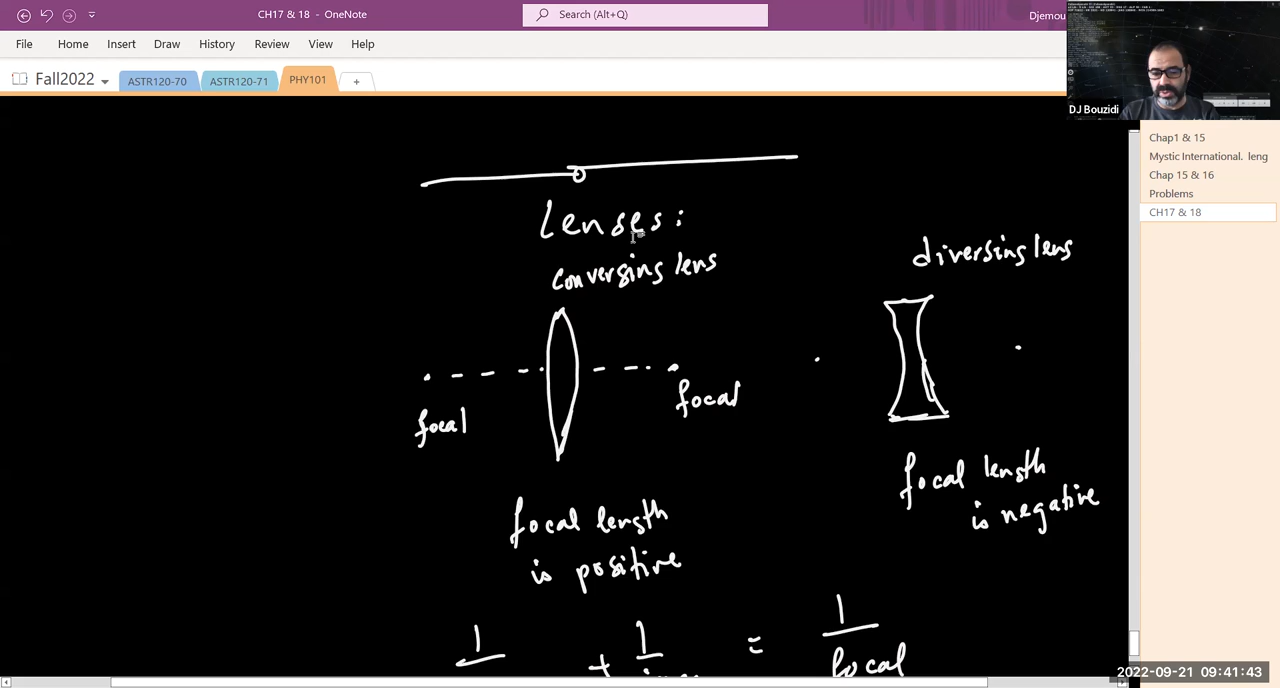 CH17 & 18 - OneNote
Search (Alt+Q)
Djemou
File Home Insert Draw History Review View Help
Fall2022 ASTR120-70 ASTR120-71 PHY101 +
DJ Bouzidi
Chap1 & 15
Mystic International. leng
Chap 15 & 16
Problems
CH17 & 18
Lenses:
converging lens
diverging lens
focal
focal
focal length
is positive
focal length
is negative
1 + 1 = 1
focal
2022-09-21 09:41:43